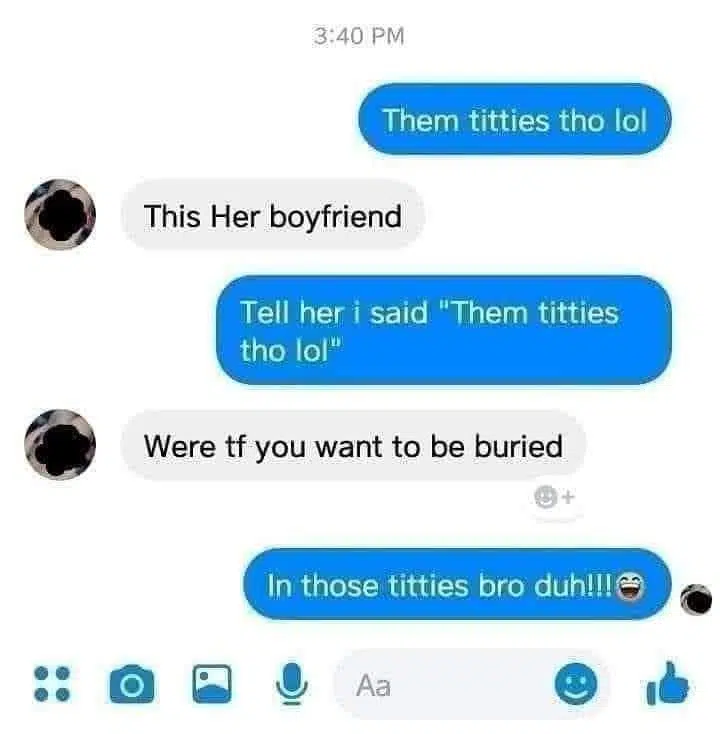 3:40 PM
Them titties tho lol
This Her boyfriend
Tell her i said "Them titties
tho lol"
Were tf you want to be buried
In those titties bro duh!!!😄
Aa